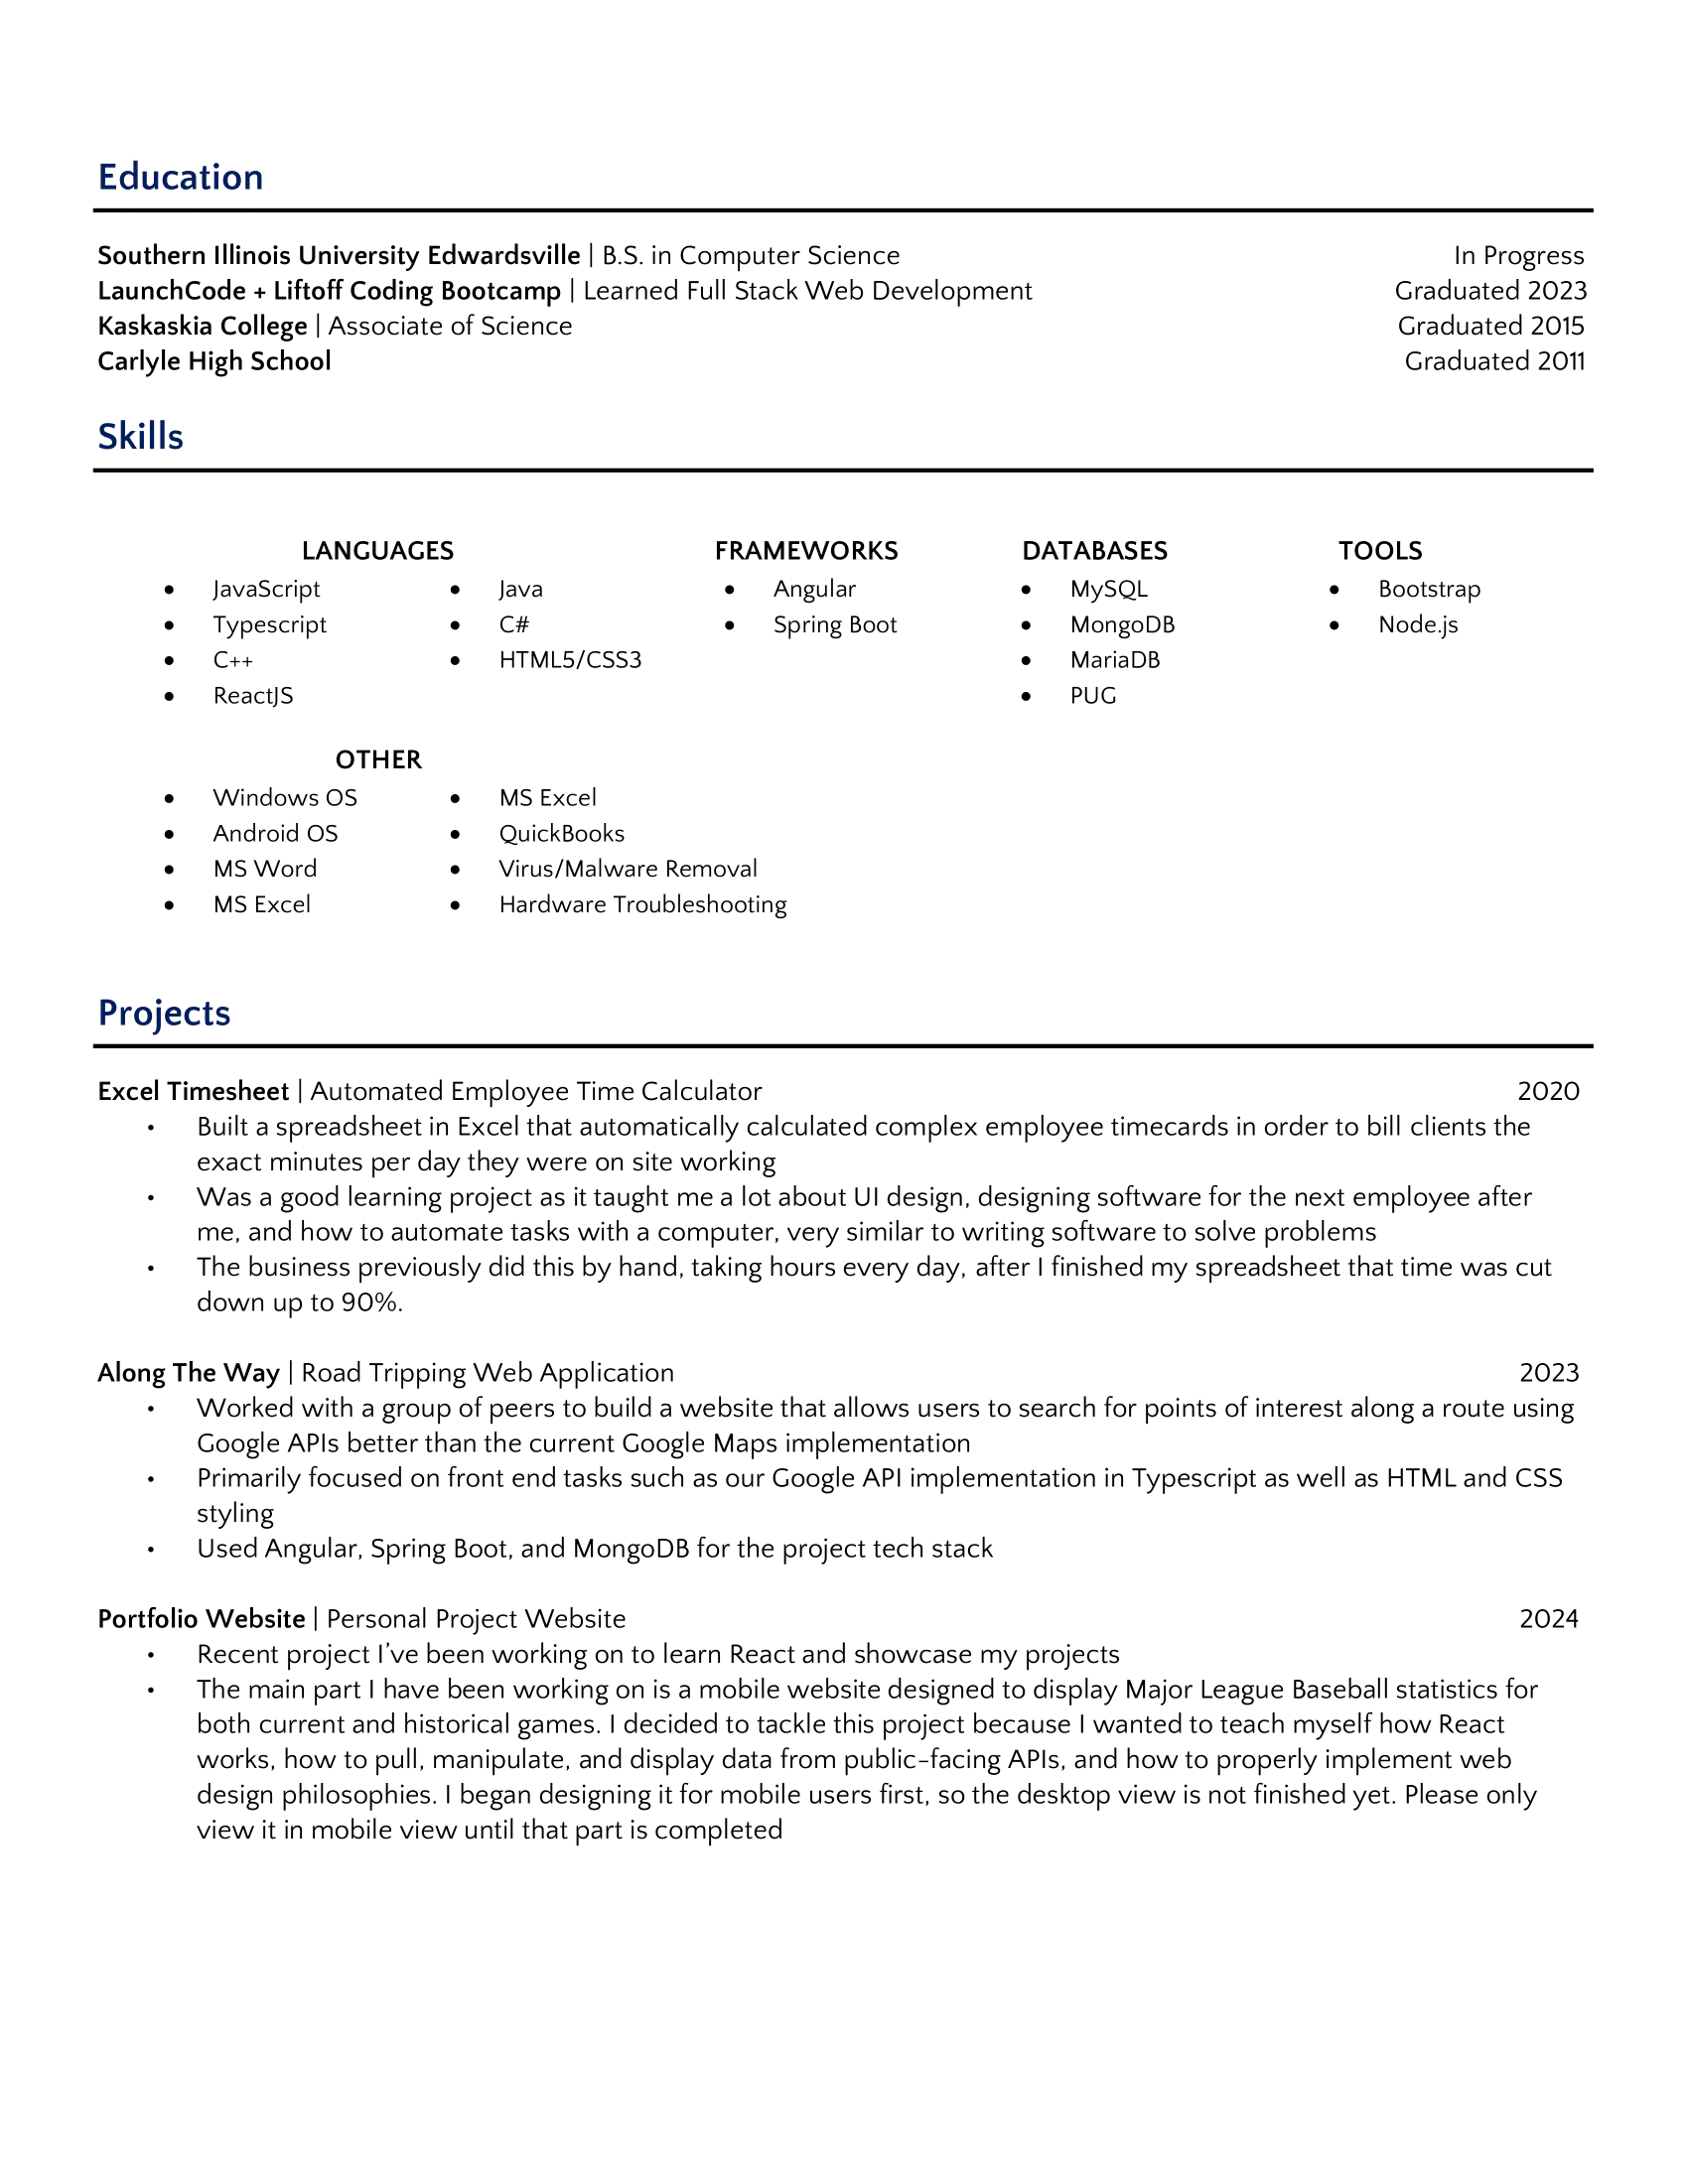 Education
Southern Illinois University Edwardsville | B.S. in Computer Science In Progress
LaunchCode + Liftoff Coding Bootcamp | Learned Full Stack Web Development Graduated 2023
Kaskaskia College | Associate of Science Graduated 2015
Carlyle High School Graduated 2011
Skills
LANGUAGES FRAMEWORKS DATABASES TOOLS
• JavaScript • Java • Angular • MySQL • Bootstrap
• Typescript • C# • Spring Boot • MongoDB • Node.js
• C++ • HTML5/CSS3 • MariaDB
• ReactJS • PUG
OTHER
• Windows OS • MS Excel
• Android OS • QuickBooks
• MS Word • Virus/Malware Removal
• MS Excel • Hardware Troubleshooting
Projects
Excel Timesheet | Automated Employee Time Calculator 2020
• Built a spreadsheet in Excel that automatically calculated complex employee timecards in order to bill clients the
exact minutes per day they were on site working
• Was a good learning project as it taught me a lot about UI design, designing software for the next employee after
me, and how to automate tasks with a computer, very similar to writing software to solve problems
• The business previously did this by hand, taking hours every day, after I finished my spreadsheet that time was cut
down up to 90%.
Along The Way | Road Tripping Web Application 2023
• Worked with a group of peers to build a website that allows users to search for points of interest along a route using
Google APIs better than the current Google Maps implementation
• Primarily focused on front end tasks such as our Google API implementation in Typescript as well as HTML and CSS
styling
• Used Angular, Spring Boot, and MongoDB for the project tech stack
Portfolio Website | Personal Project Website 2024
• Recent project I’ve been working on to learn React and showcase my projects
• The main part I have been working on is a mobile website designed to display Major League Baseball statistics for
both current and historical games. I decided to tackle this project because I wanted to teach myself how React
works, how to pull, manipulate, and display data from public-facing APIs, and how to properly implement web
design philosophies. I began designing it for mobile users first, so the desktop view is not finished yet. Please only
view it in mobile view until that part is completed